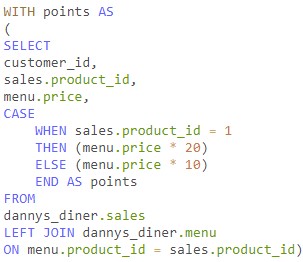 WITH points AS
(
SELECT
customer_id,
sales.product_id,
menu.price,
CASE
    WHEN sales.product_id = 1
    THEN (menu.price * 20)
    ELSE (menu.price * 10)
    END AS points
FROM
dannys_diner.sales
LEFT JOIN dannys_diner.menu
ON menu.product_id = sales.product_id)